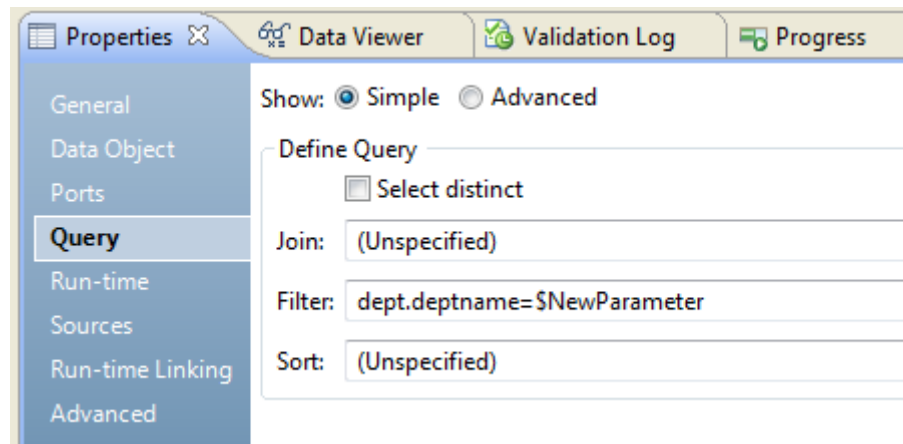 Properties Data Viewer Validation Log Progress
General
Data Object
Ports
Query
Run-time
Sources
Run-time Linking
Advanced
Show: Simple Advanced
Define Query
Select distinct
Join: (Unspecified)
Filter: dept.deptname=$NewParameter
Sort: (Unspecified)